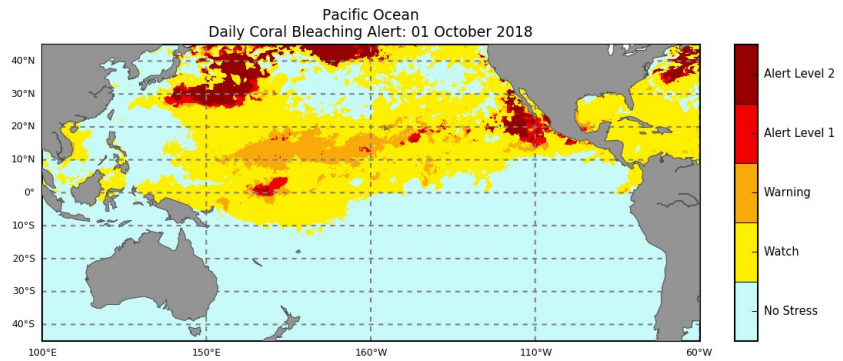 Pacific Ocean
Daily Coral Bleaching Alert: 01 October 2018
40°N
30°N
20°N
10°N
0°
10°S
20°S
30°S
40°S
100°E
150°E
160°W
110°W
60°W
Alert Level 2
Alert Level 1
Warning
Watch
No Stress